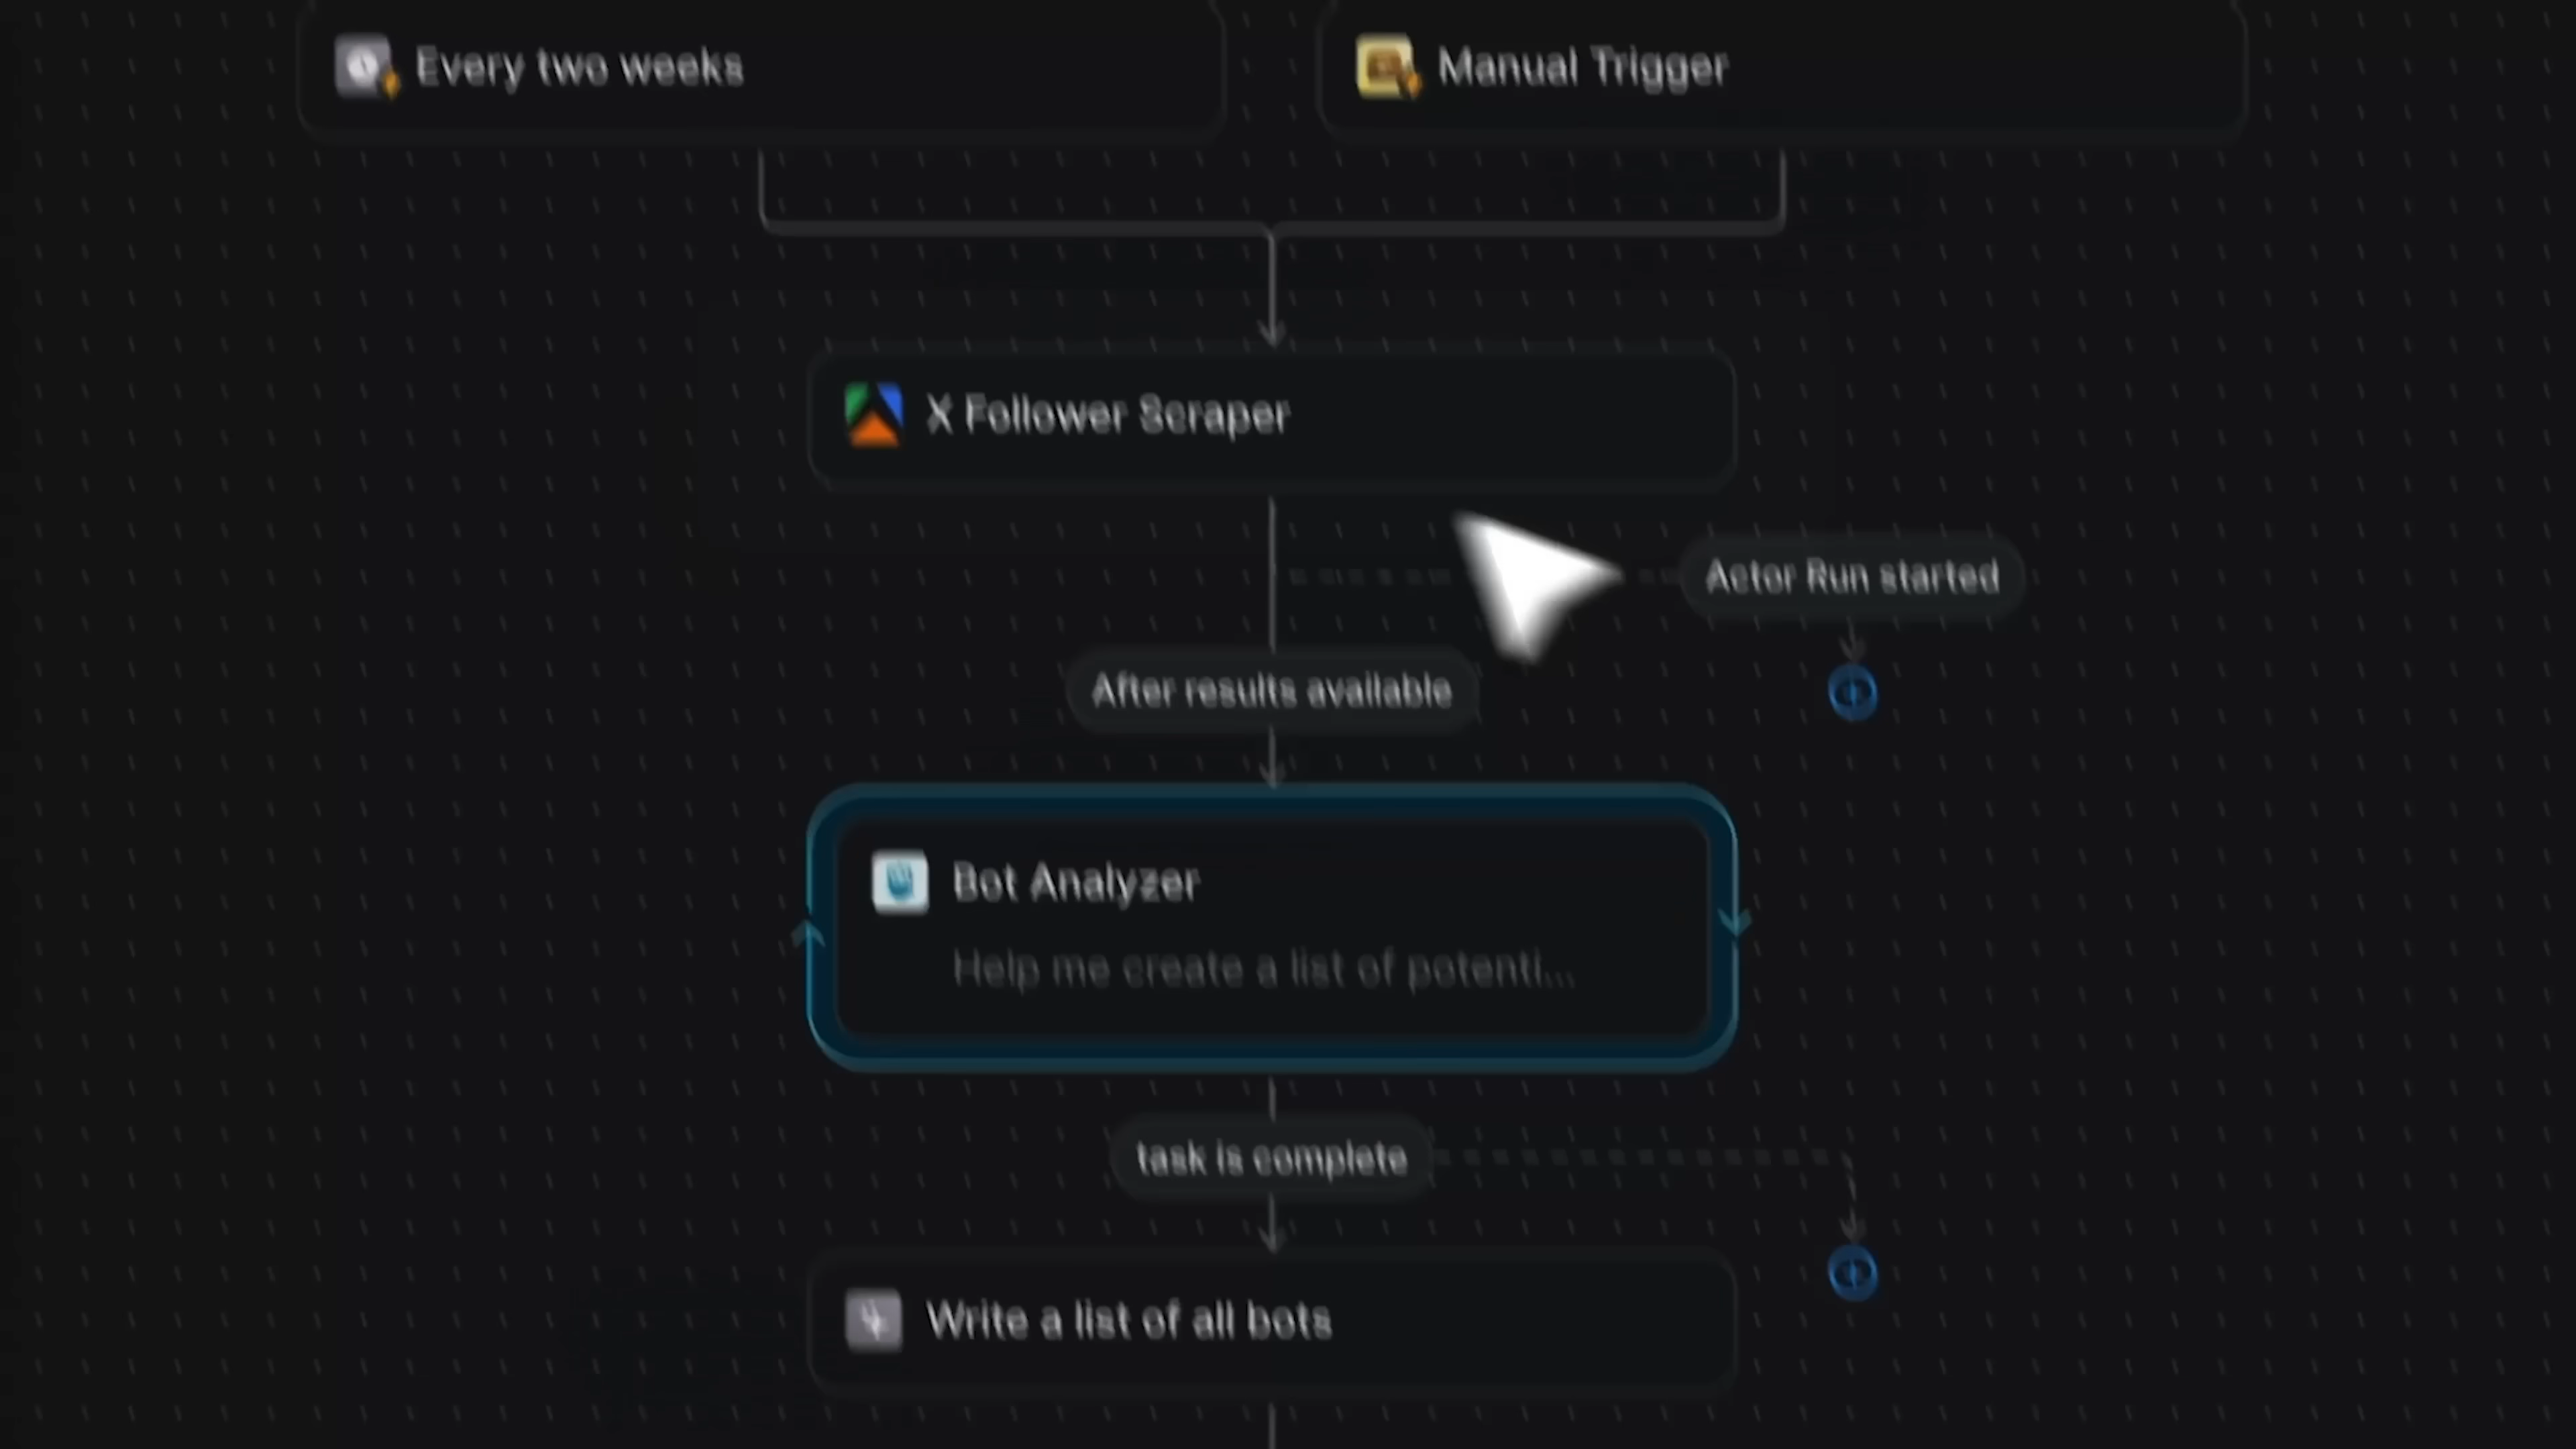 Every two weeks
Manual Trigger
X Follower Scraper
Actor Run started
After results available
Bot Analyzer
Help me create a list of potenti...
task is complete
Write a list of all bots